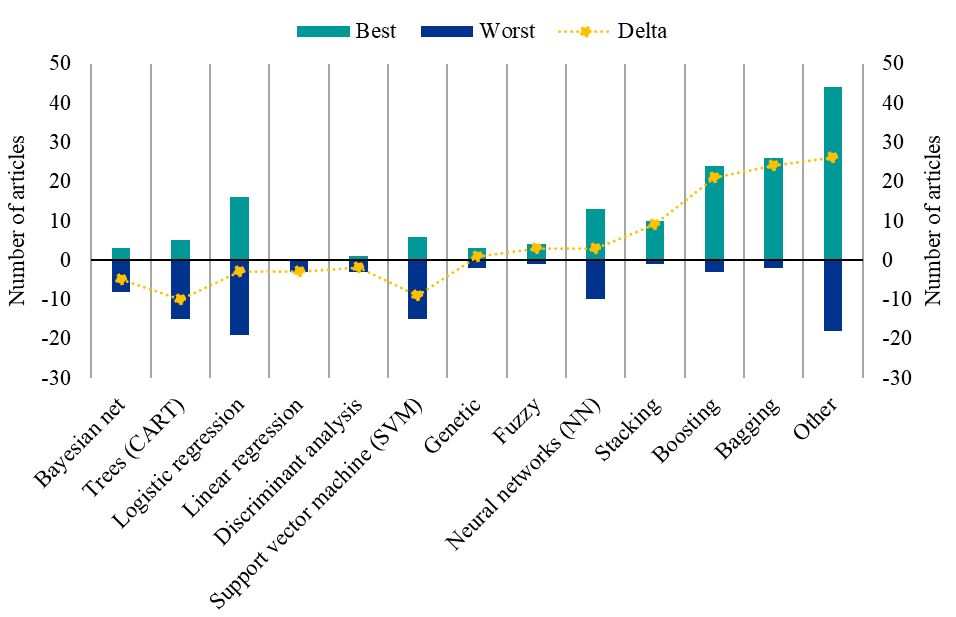 Best Worst Delta
50 50
40 40
30 30
20 20
10 10
0 0
-10 -10
-20 -20
-30 -30
Number of articles
Number of articles
Bayesian net
Trees (CART)
Logistic regression
Linear regression
Discriminant analysis
Support vector machine (SVM)
Genetic
Fuzzy
Neural networks (NN)
Stacking
Boosting
Bagging
Other